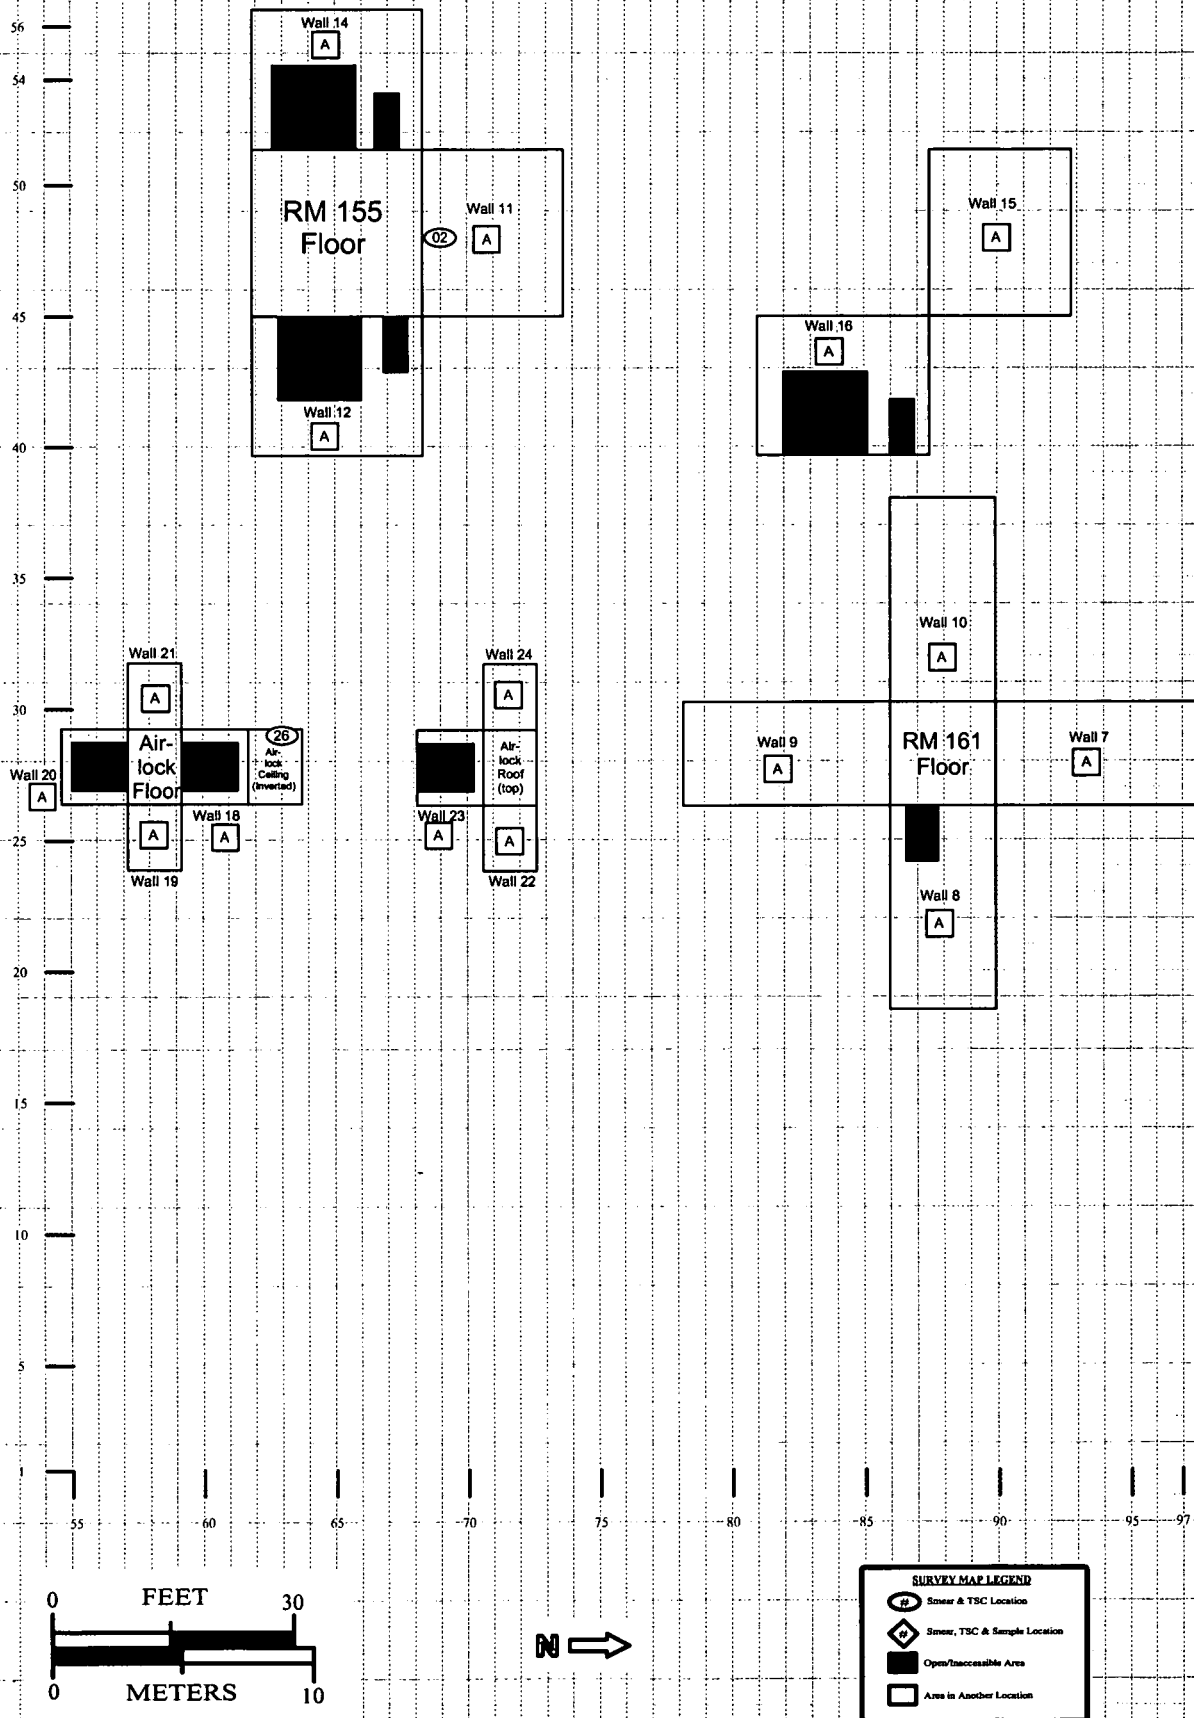 56
Wall 14
A
54
50
RM 155
Floor
Wall 11
02
A
Wall 15
A
45
Wall 16
A
Wall 12
A
40
35
Wall 21
A
Wall 24
A
Wall 10
A
30
26
Air-
lock
Floor
Air-
lock
Ceiling
(Inverted)
Air-
lock
Roof
(top)
Wall 9
A
RM 161
Floor
Wall 7
A
Wall 20
A
Wall 18
A
A
Wall 19
Wall 23
A
A
Wall 22
25
Wall 8
A
20
15
10
5
1
55
60
65
70
75
80
85
90
95
97
0
FEET
30
0
METERS
10
N
SURVEY MAP LEGEND
# Smear & TSC Location
# Smear, TSC & Sample Location
Open/Inaccessible Area
Area in Another Location